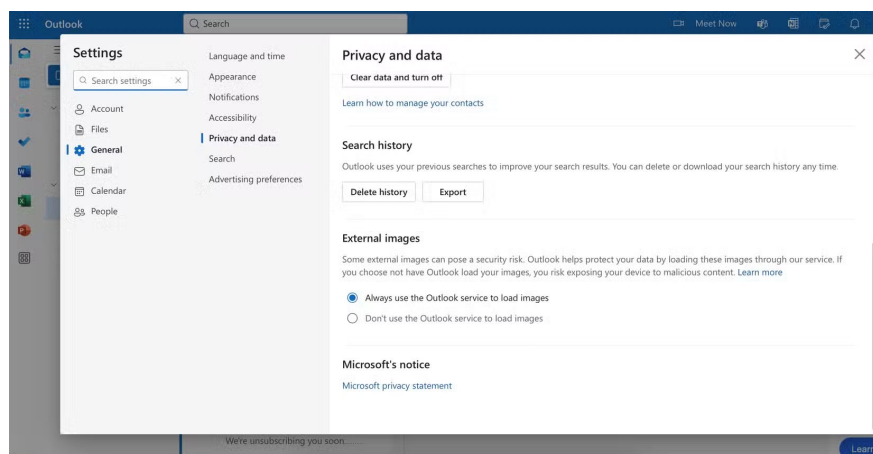 Outlook
Search
Meet Now
Settings
Search settings
Account
Files
General
Email
Calendar
People
Language and time
Appearance
Notifications
Accessibility
Privacy and data
Search
Advertising preferences
Privacy and data
Clear data and turn off
Learn how to manage your contacts
Search history
Outlook uses your previous searches to improve your search results. You can delete or download your search history any time
Delete history Export
External images
Some external images can pose a security risk. Outlook helps protect your data by loading these images through our service. If
you choose not have Outlook load your images, you risk exposing your device to malicious content. Learn more
Always use the Outlook service to load images
Don't use the Outlook service to load images
Microsoft's notice
Microsoft privacy statement
We're unsubscribing you soon......
Learn